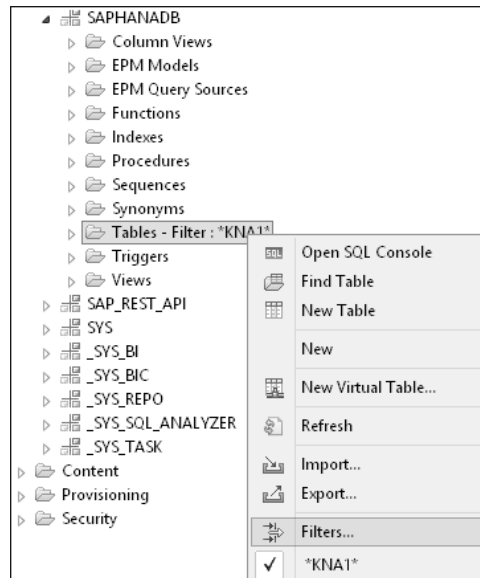 SAPHANADB
Column Views
EPM Models
EPM Query Sources
Functions
Indexes
Procedures
Sequences
Synonyms
Tables - Filter : *KNA1*
Triggers
Views
SAP_REST_API
SYS
_SYS_BI
_SYS_BIC
_SYS_REPO
_SYS_SQL_ANALYZER
_SYS_TASK
Content
Provisioning
Security
SQL Open SQL Console
Find Table
New Table
New
New Virtual Table...
Refresh
Import...
Export...
Filters...
*KNA1*